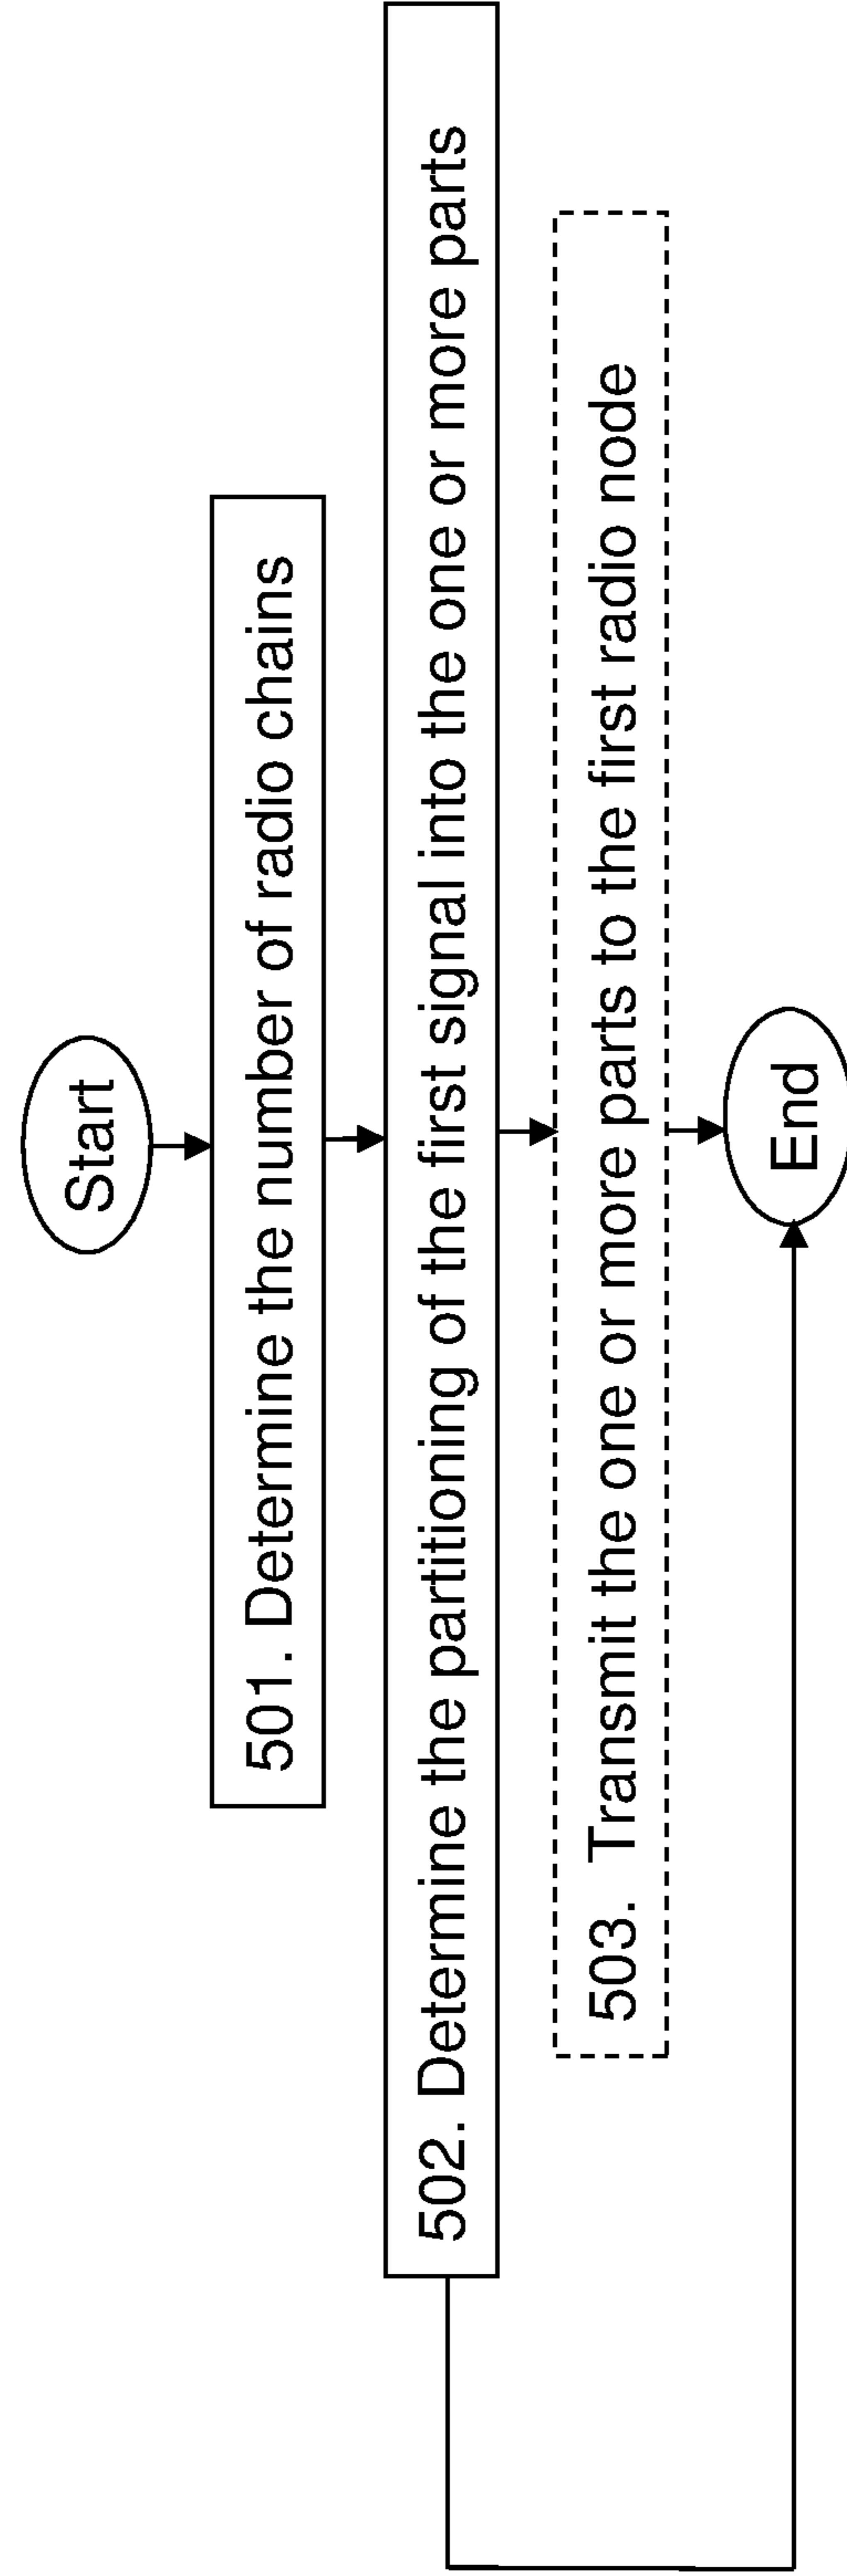 Start
501. Determine the number of radio chains
502. Determine the partitioning of the first signal into the one or more parts
503. Transmit the one or more parts to the first radio node
End